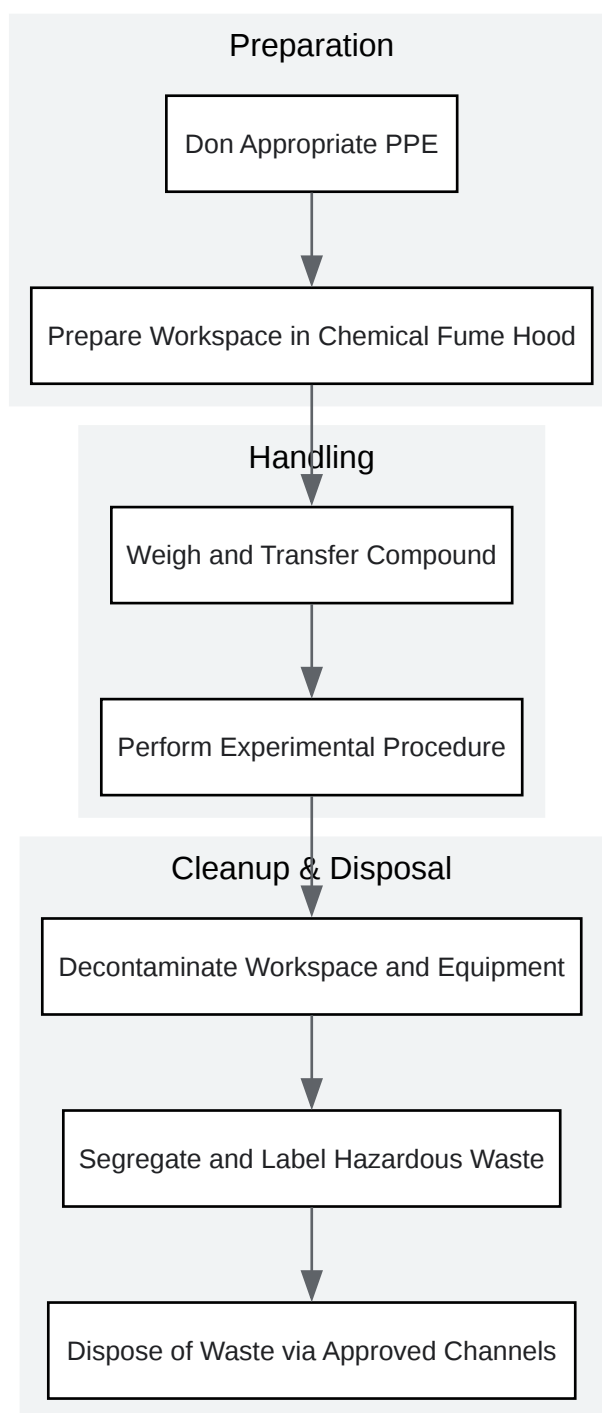 Preparation
Don Appropriate PPE
Prepare Workspace in Chemical Fume Hood
Handling
Weigh and Transfer Compound
Perform Experimental Procedure
Cleanup & Disposal
Decontaminate Workspace and Equipment
Segregate and Label Hazardous Waste
Dispose of Waste via Approved Channels